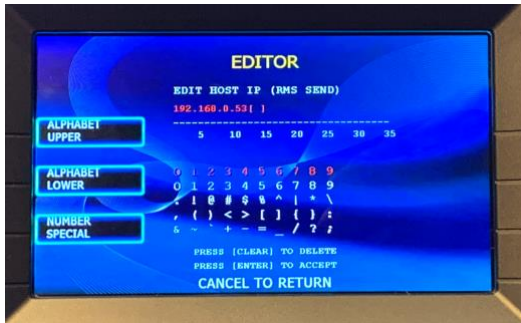 EDITOR
EDIT HOST IP (RMS SEND)
192.168.0.53[ ]
5 10 15 20 25 30 35
ALPHABET
UPPER
ALPHABET
LOWER
NUMBER
SPECIAL
0 1 2 3 4 5 6 7 8 9
0 1 2 3 4 5 6 7 8 9
. ! @ # $ % ^ | * \
, ( ) < > [ ] { } :
& ~ ` + - = _ / ? ;
PRESS [CLEAR] TO DELETE
PRESS [ENTER] TO ACCEPT
CANCEL TO RETURN